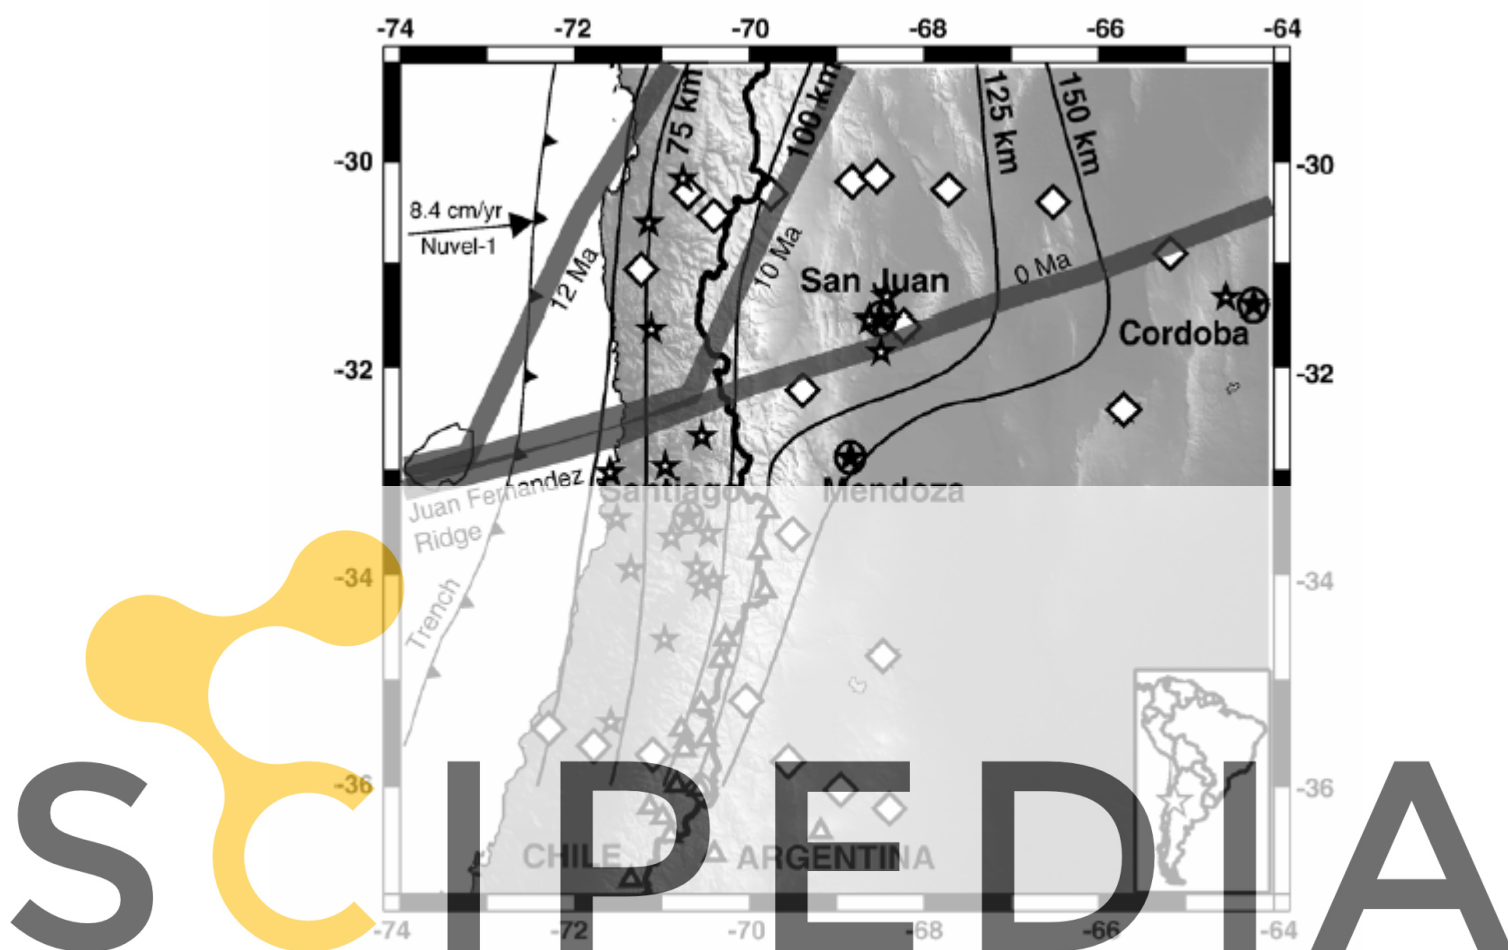 -74 -72 -70 -68 -66 -64
75 km
100 km
125 km
150 km
-30 -30
8.4 cm/yr
Nuvel-1
12 Ma
10 Ma
San Juan
0 Ma
Cordoba
-32 -32
Juan Fernandez
Ridge
Santiago
Mendoza
-34 -34
Trench
-36 -36
CHILE
ARGENTINA
SCIPEDIA
-74 -72 -70 -68 -66 -64